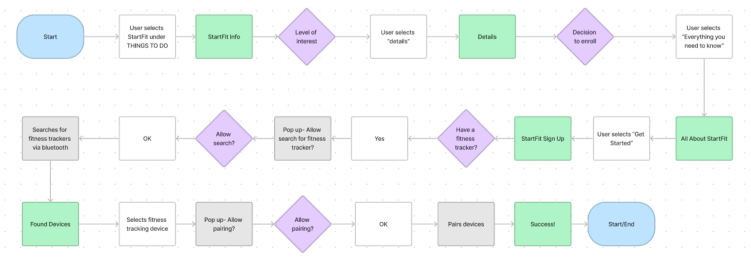 Start
User selects
StartFit under
THINGS TO DO
StartFit Info
Level of
interest
User selects
"details"
Details
Decision
to enroll
User selects
"Everything you
need to know"
Searches for
fitness trackers
via bluetooth
OK
Allow
search?
Yes
Pop up- Allow
search for fitness
tracker?
Have a
fitness
tracker?
StartFit Sign Up
User selects "Get
Started"
All About StartFit
Found Devices
Selects fitness
tracking device
Pop up- Allow
pairing?
Allow
pairing?
OK
Pairs devices
Success!
Start/End